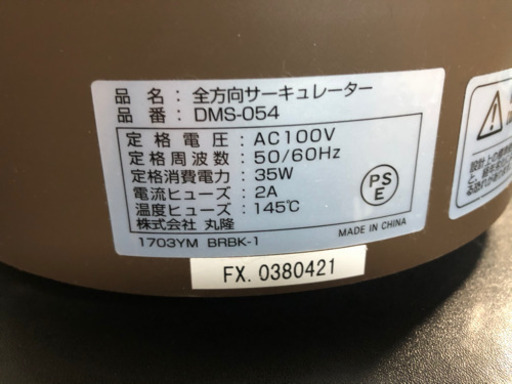 品名：全方向サーキュレーター
品番：DMS-054
定格電圧：AC100V
定格周波数：50/60Hz
定格消費電力：35W
電流ヒューズ：2A
温度ヒューズ：145℃
株式会社 丸隆
MADE IN CHINA
1703YM BRBK-1
PS
E
FX. 0380421